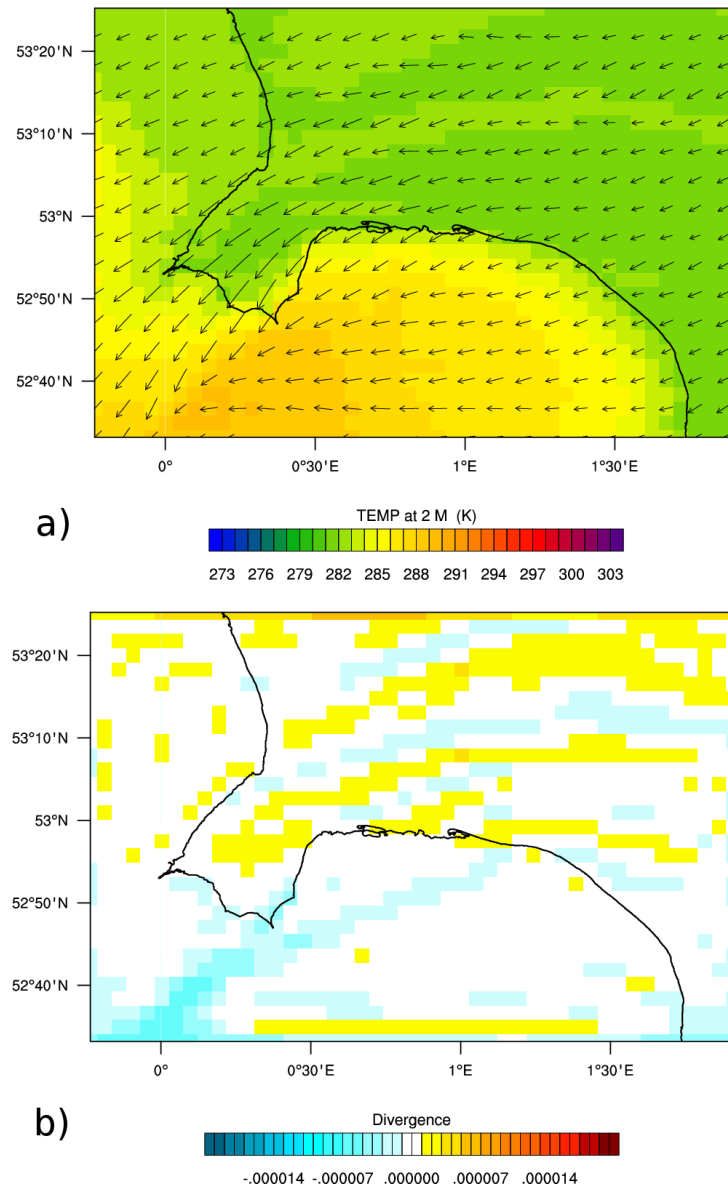 53°20'N
53°10'N
53°N
52°50'N
52°40'N
0° 0°30'E 1°E 1°30'E
a)
TEMP at 2 M (K)
273 276 279 282 285 288 291 294 297 300 303
53°20'N
53°10'N
53°N
52°50'N
52°40'N
0° 0°30'E 1°E 1°30'E
b)
Divergence
-.000014 -.000007 .000000 .000007 .000014